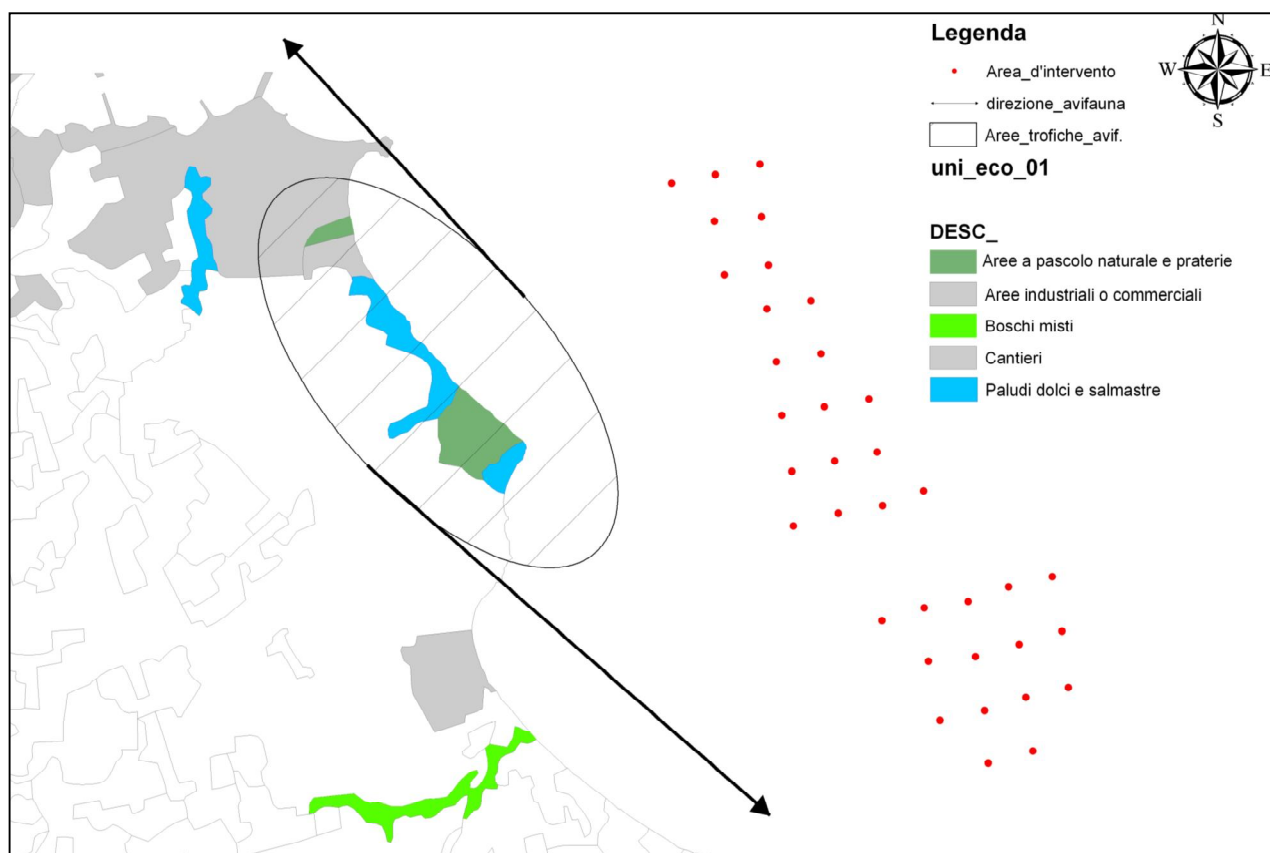 Legenda
Area_d'intervento
direzione_avifauna
Aree_trofiche_avif.
uni_eco_01
DESC_
Aree a pascolo naturale e praterie
Aree industriali o commerciali
Boschi misti
Cantieri
Paludi dolci e salmastre
N
W E
S